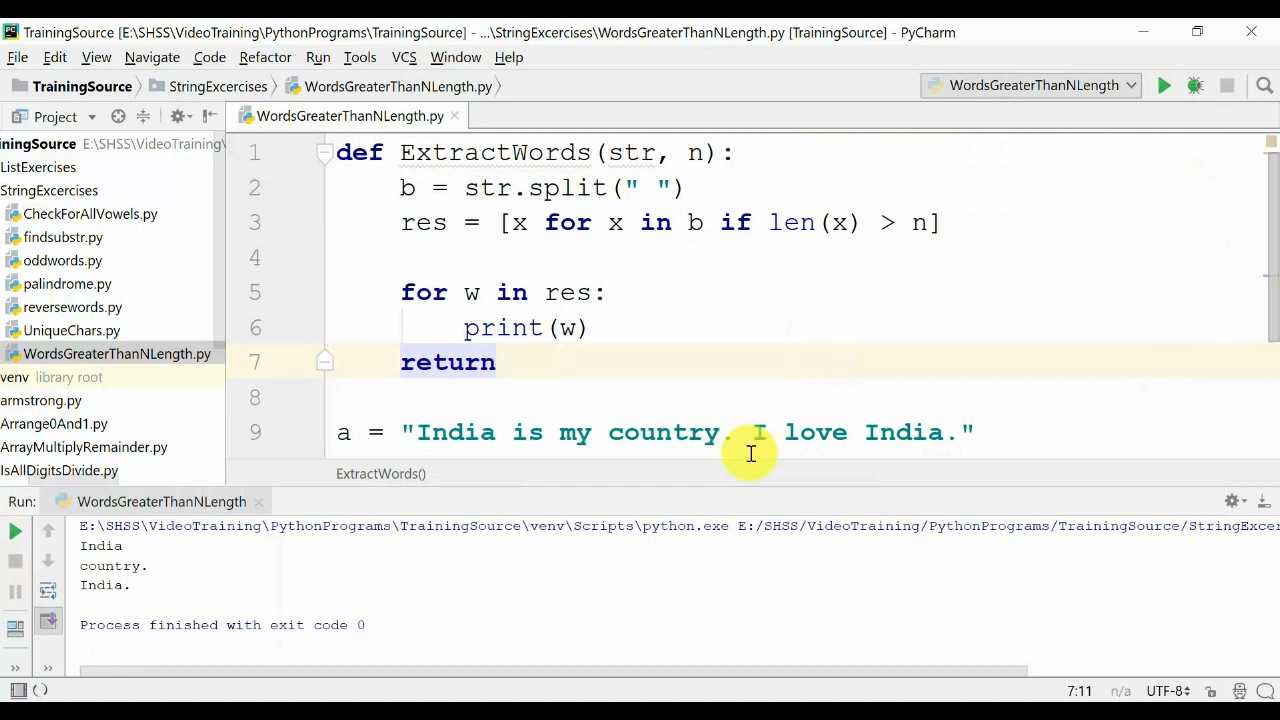 TrainingSource [E:\SHSS\VideoTraining\PythonPrograms\TrainingSource] - ...\StringExcercises\WordsGreaterThanNLength.py [TrainingSource] - PyCharm
File Edit View Navigate Code Refactor Run Tools VCS Window Help
TrainingSource StringExcercises WordsGreaterThanNLength.py WordsGreaterThanNLength
Project WordsGreaterThanNLength.py
iningSource E:\SHSS\VideoTraining\
ListExercises
StringExcercises
CheckForAllVowels.py
findsubstr.py
oddwords.py
palindrome.py
reversewords.py
UniqueChars.py
WordsGreaterThanNLength.py
venv library root
armstrong.py
Arrange0And1.py
ArrayMultiplyRemainder.py
IsAllDigitsDivide.py
1 def ExtractWords(str, n):
2 b = str.split(" ")
3 res = [x for x in b if len(x) > n]
4
5 for w in res:
6 print(w)
7 return
8
9 a = "India is my country. I love India."
ExtractWords()
Run: WordsGreaterThanNLength
E:\SHSS\VideoTraining\PythonPrograms\TrainingSource\venv\Scripts\python.exe E:/SHSS/VideoTraining/PythonPrograms/TrainingSource/StringExcer
India
country.
India.
Process finished with exit code 0
7:11 n/a UTF-8